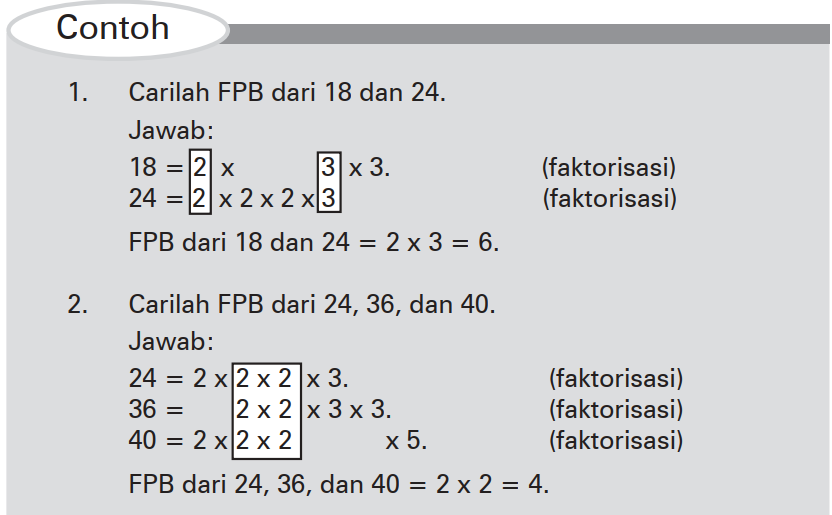 Contoh
1. Carilah FPB dari 18 dan 24.
Jawab:
18 = 2 x 3 x 3. (faktorisasi)
24 = 2 x 2 x 2 x 3 (faktorisasi)
FPB dari 18 dan 24 = 2 x 3 = 6.
2. Carilah FPB dari 24, 36, dan 40.
Jawab:
24 = 2 x 2 x 2 x 3. (faktorisasi)
36 = 2 x 2 x 3 x 3. (faktorisasi)
40 = 2 x 2 x 2 x 5. (faktorisasi)
FPB dari 24, 36, dan 40 = 2 x 2 = 4.